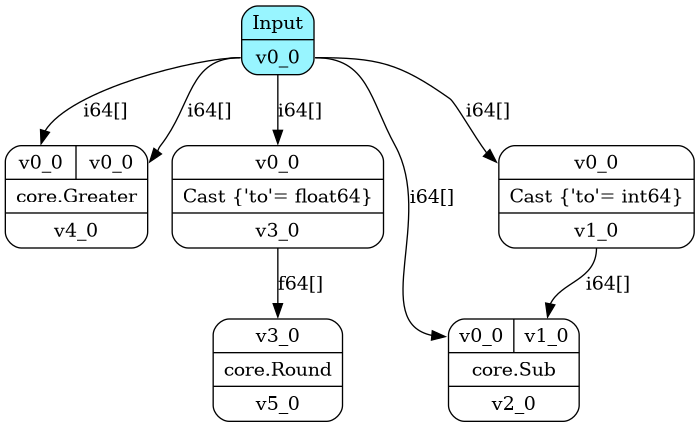 Input
v0_0
i64[]
i64[]
i64[]
i64[]
v0_0 v0_0
core.Greater
v4_0
v0_0
Cast {'to'= float64}
v3_0
i64[]
v0_0
Cast {'to'= int64}
v1_0
f64[]
i64[]
v3_0
core.Round
v5_0
v0_0 v1_0
core.Sub
v2_0